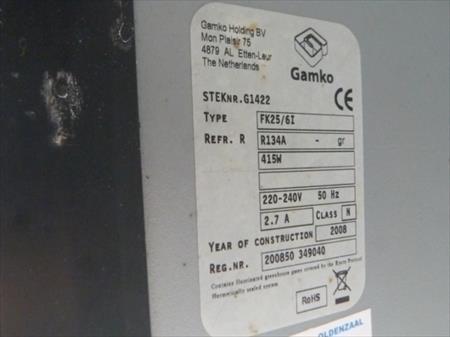 Gamko Holding BV
Mon Plaisir 75
4879 AL Etten-Leur
The Netherlands
Gamko
CE
STEKNR.G1422
TYPE FK25/6I
REFR. R R134A - gr
415W
220-240V 50 Hz
2.7 A CLASS N
YEAR OF CONSTRUCTION 2008
REG.NR. 200850 349040
Contains fluorinated greenhouse gases covered by the Kyoto Protocol
Hermetically sealed system
RoHS
OLDENZAAL